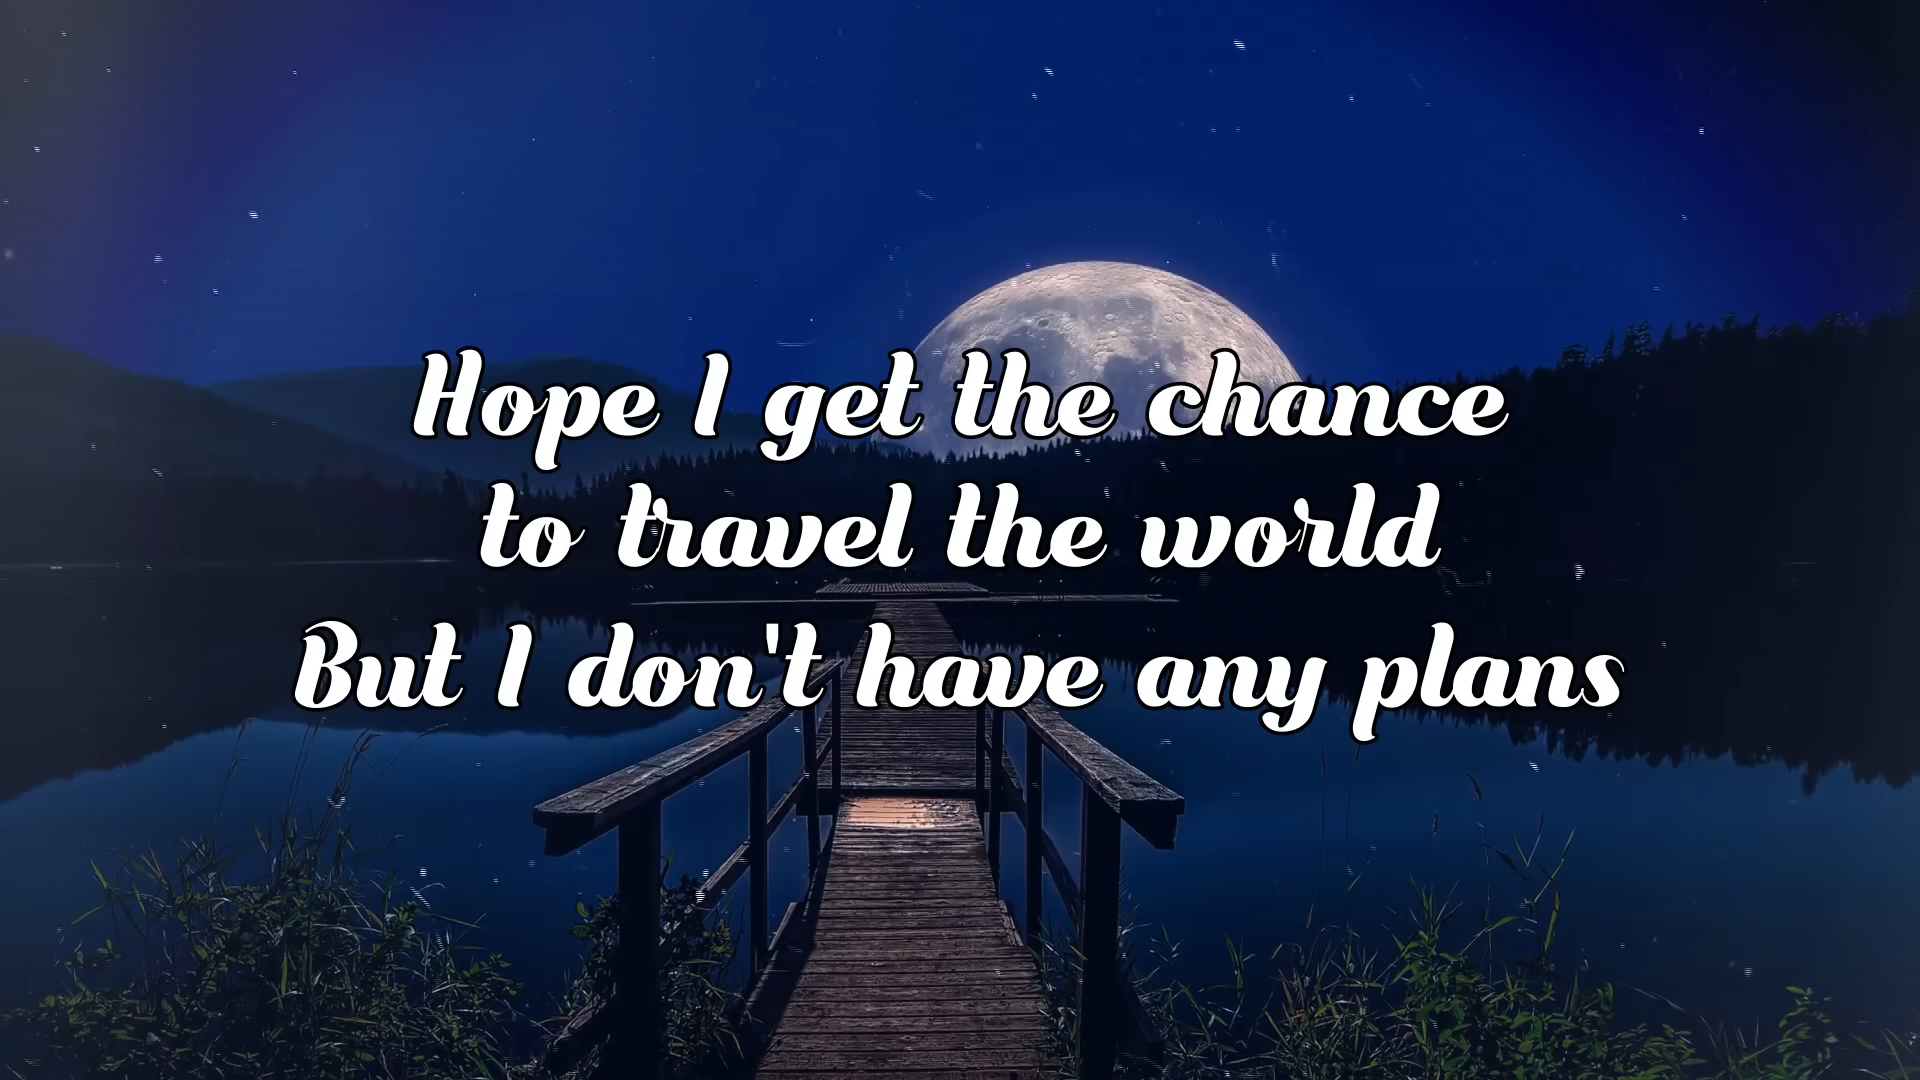 Hope I get the chance
to travel the world
But I don't have any plans